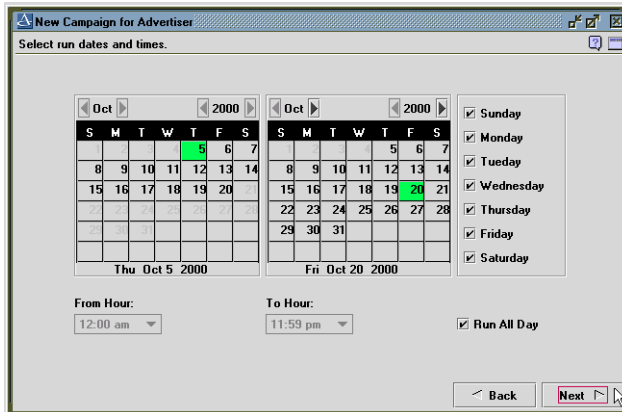 New Campaign for Advertiser
Select run dates and times.
Oct 2000
S M T W T F S
1 2 3 4 5 6 7
8 9 10 11 12 13 14
15 16 17 18 19 20 21
22 23 24 25 26 27 28
29 30 31
Thu Oct 5 2000
Oct 2000
S M T W T F S
5 6 7
8 9 10 11 12 13 14
15 16 17 18 19 20 21
22 23 24 25 26 27 28
29 30 31
Fri Oct 20 2000
Sunday
Monday
Tueday
Wednesday
Thursday
Friday
Saturday
From Hour:
12:00 am
To Hour:
11:59 pm
Run All Day
Back
Next